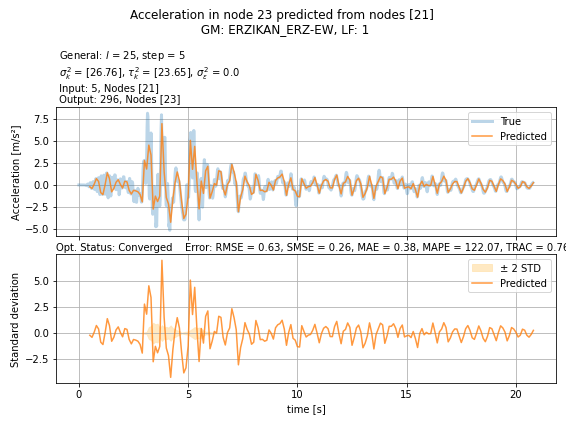 Acceleration in node 23 predicted from nodes [21]
GM: ERZIKAN_ERZ-EW, LF: 1
General: l = 25, step = 5
σ²ₖ = [26.76], τ²ₖ = [23.65], σ²ε = 0.0
Input: 5, Nodes [21]
Output: 296, Nodes [23]
True
Predicted
Acceleration [m/s²]
7.5
5.0
2.5
0.0
−2.5
−5.0
Opt. Status: Converged Error: RMSE = 0.63, SMSE = 0.26, MAE = 0.38, MAPE = 122.07, TRAC = 0.76
± 2 STD
Predicted
Standard deviation
5.0
2.5
0.0
−2.5
0 5 10 15 20
time [s]